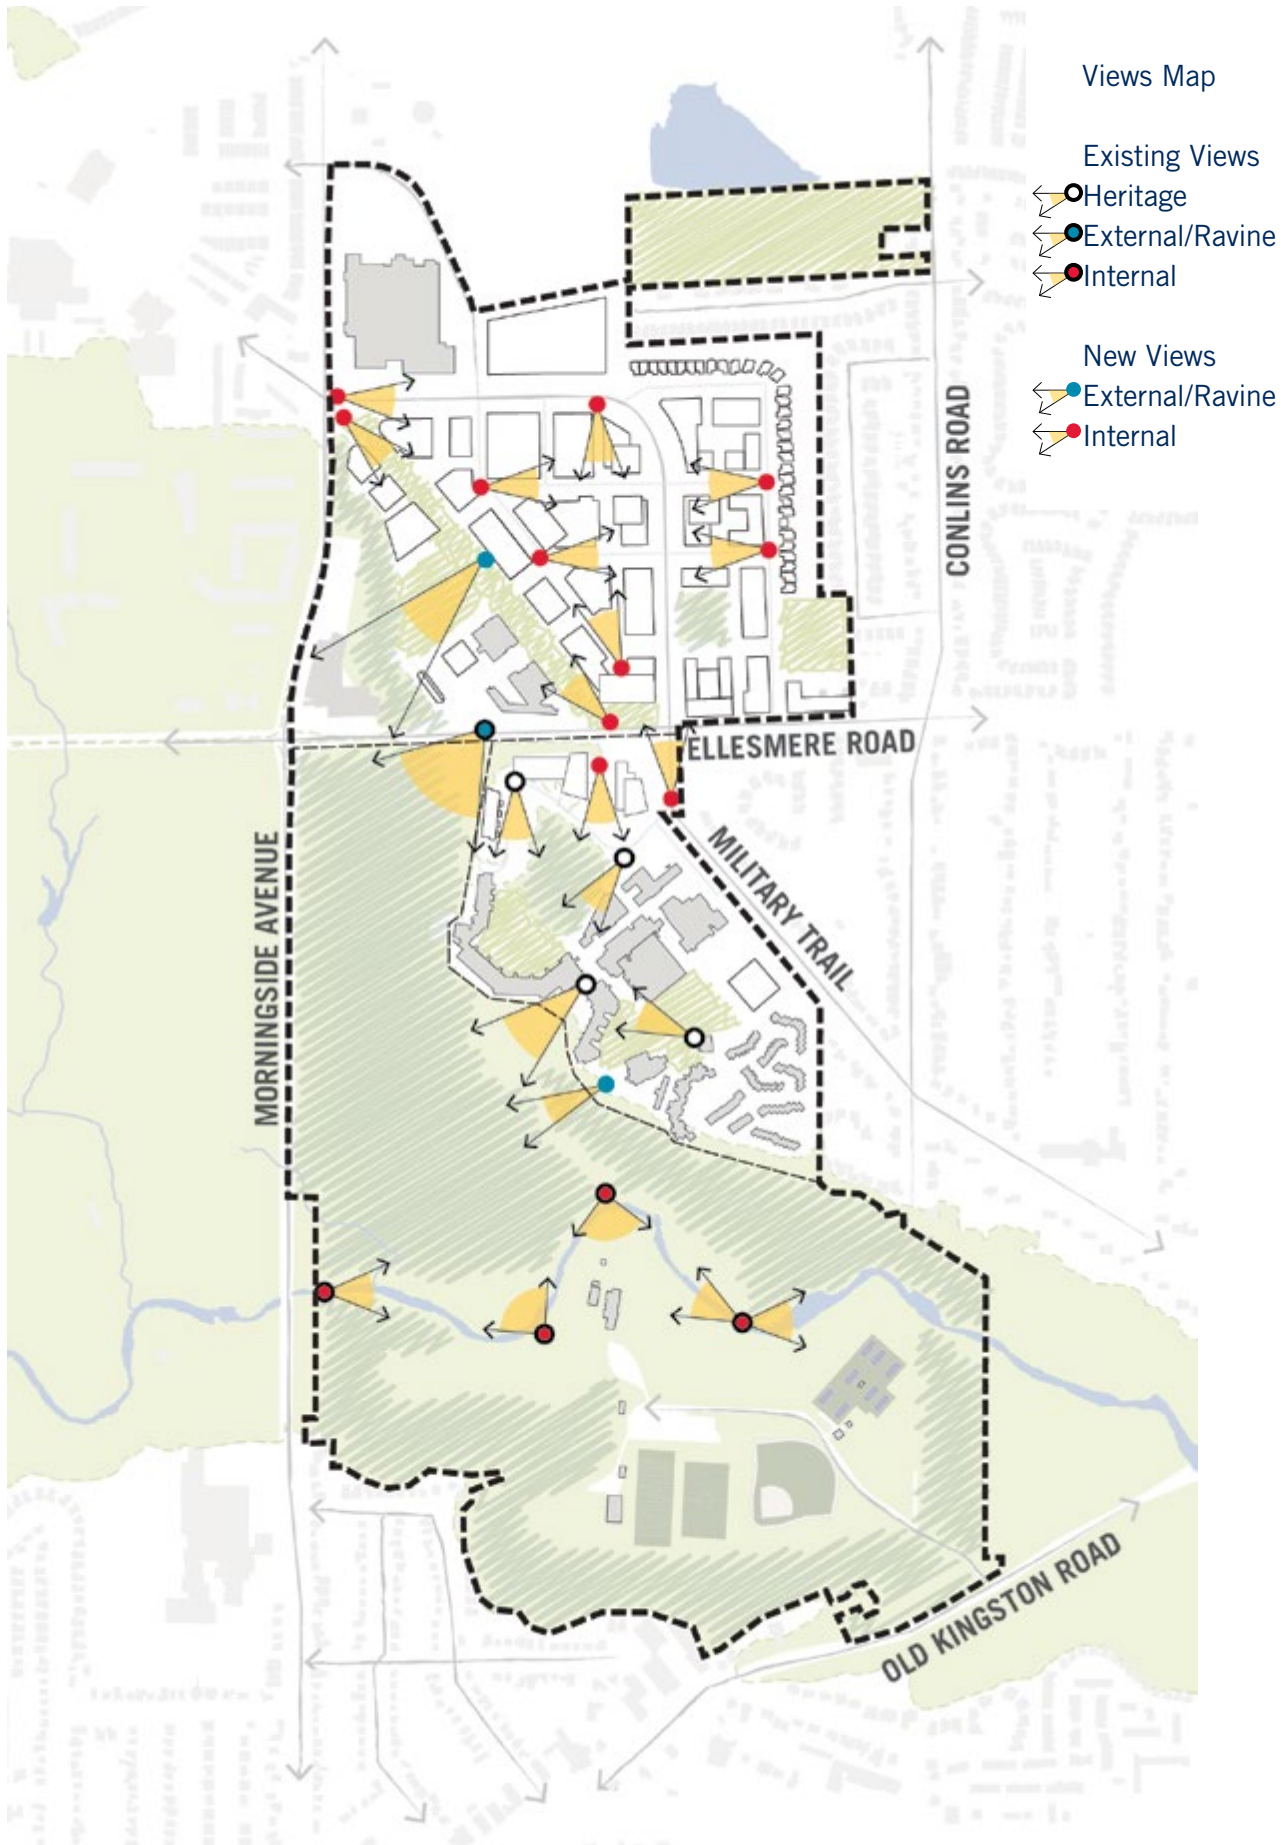 Views Map
Existing Views
Heritage
External/Ravine
Internal
New Views
External/Ravine
Internal
CONLINS ROAD
ELLESMERE ROAD
MILITARY TRAIL
MORNINGSIDE AVENUE
OLD KINGSTON ROAD